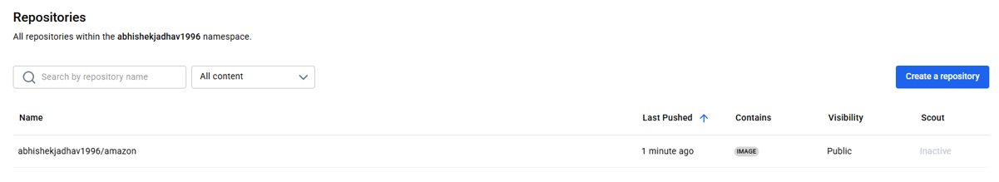 Repositories
All repositories within the abhishekjadhav1996 namespace.
Search by repository name All content Create a repository
Name Last Pushed Contains Visibility Scout
abhishekjadhav1996/amazon 1 minute ago IMAGE Public Inactive